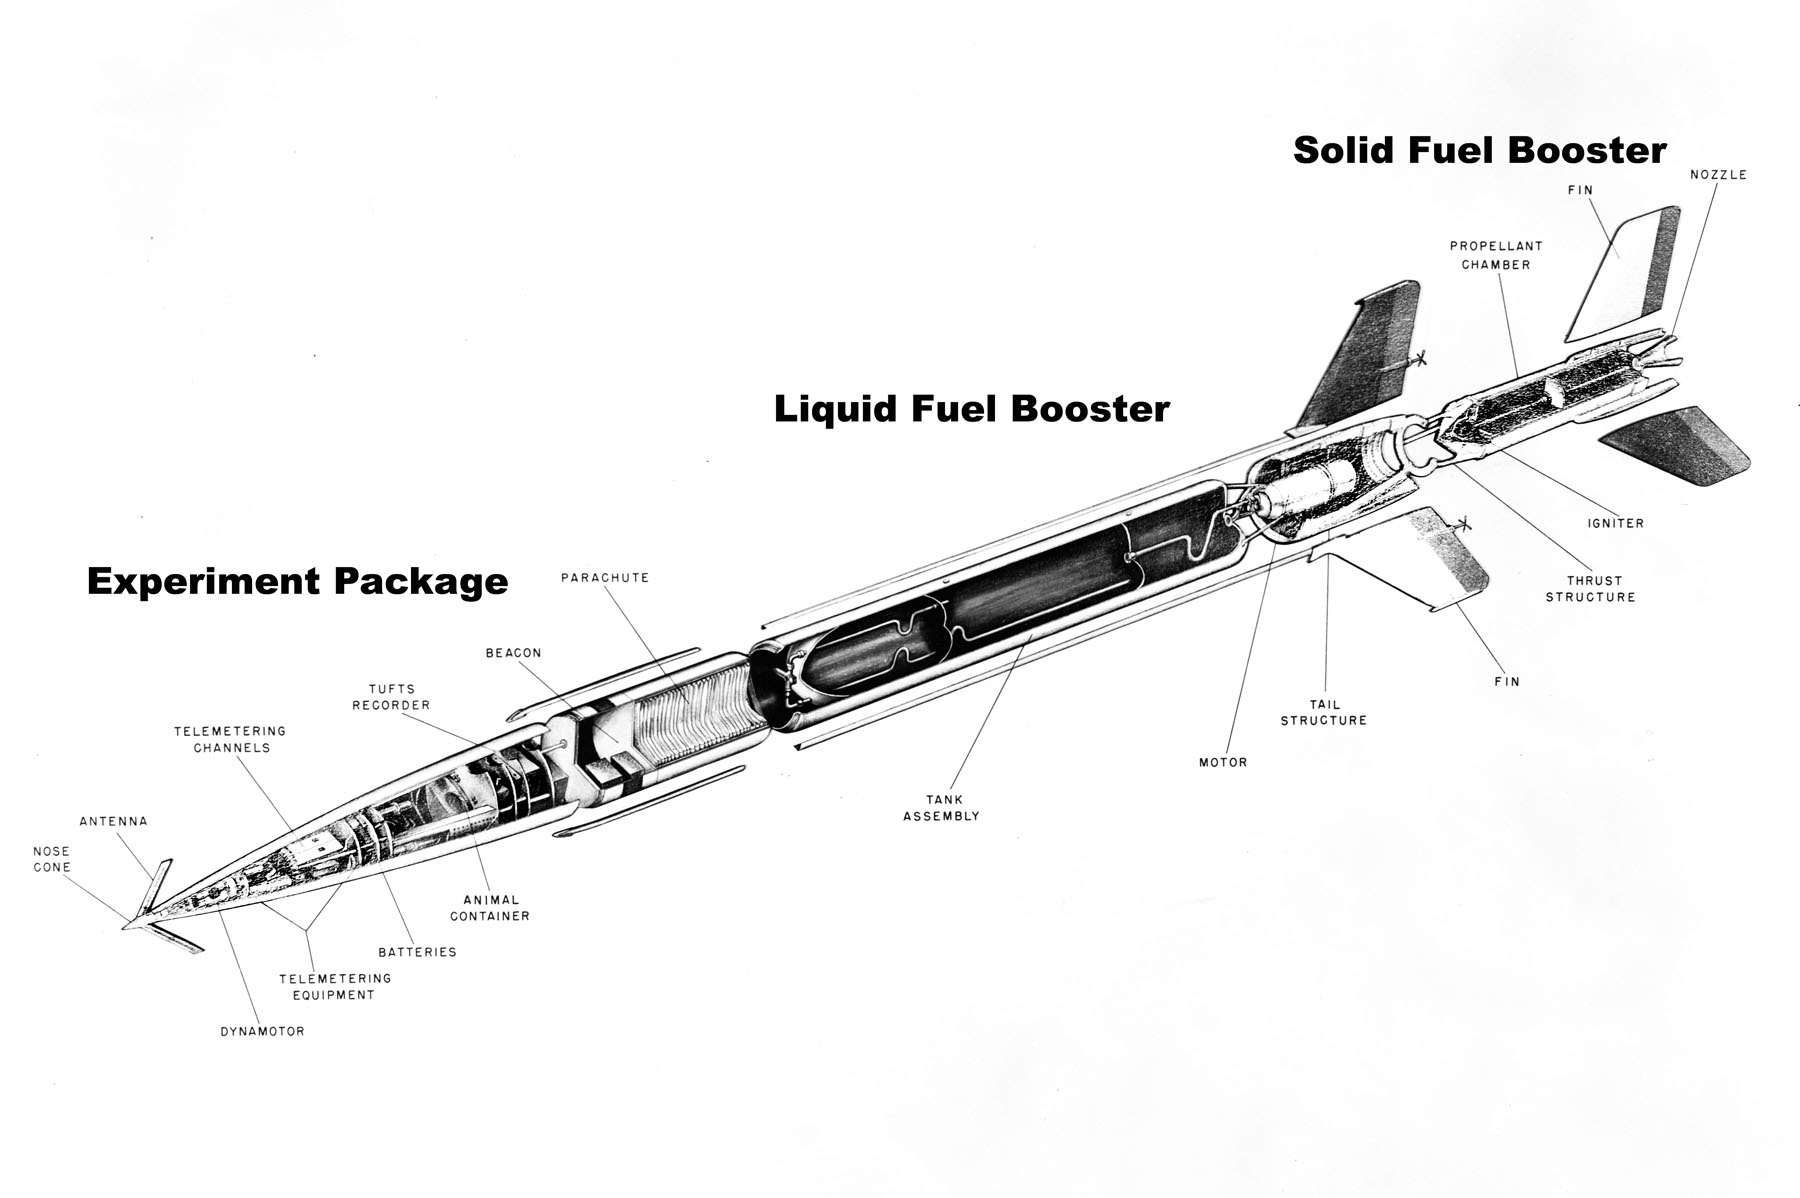 Solid Fuel Booster
NOZZLE
FIN
PROPELLANT
CHAMBER
Liquid Fuel Booster
IGNITER
Experiment Package
PARACHUTE
THRUST
STRUCTURE
BEACON
FIN
TUFTS
RECORDER
TAIL
STRUCTURE
TELEMETERING
CHANNELS
MOTOR
TANK
ASSEMBLY
ANTENNA
NOSE
CONE
ANIMAL
CONTAINER
BATTERIES
TELEMETERING
EQUIPMENT
DYNAMOTOR